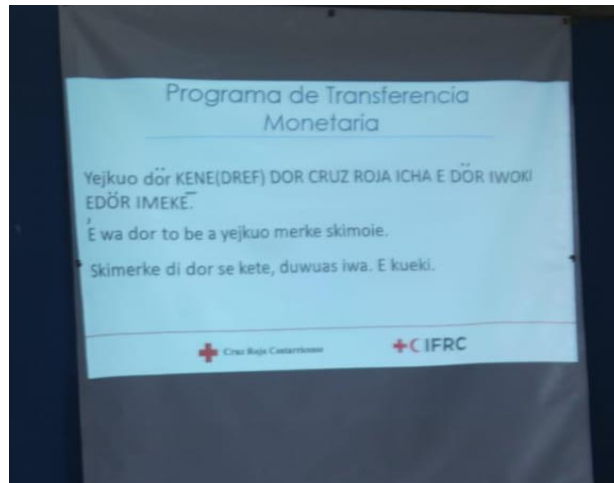 Programa de Transferencia
Monetaria
Yejkuo dör KENE(DREF) DOR CRUZ ROJA ICHA E DÖR IWOKI
EDÖR IMEKE̅.
É wa dor to be a yejkuo merke skimoie.
Skimerke di dor se kete, duwuas iwa. E kueki.
Cruz Roja Costarricense
IFRC